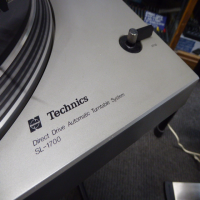 Technics
Direct Drive Automatic Turntable System
SL-1700